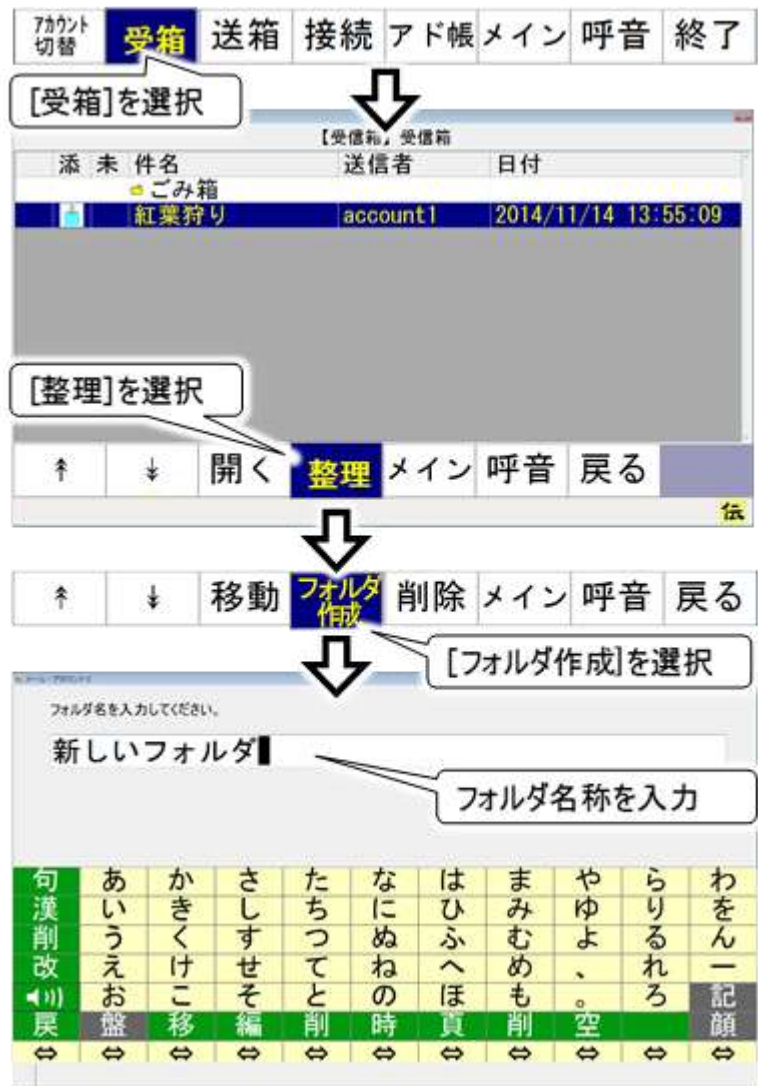 アカウント切替 受箱 送箱 接続 アド帳 メイン 呼音 終了
[受箱]を選択
【受信箱】受信箱
添 未 件名 送信者 日付
ごみ箱
紅葉狩り account1 2014/11/14 13:55:09
[整理]を選択
↟ ↡ 開く 整理 メイン 呼音 戻る
伝
↟ ↡ 移動 フォルダ作成 削除 メイン 呼音 戻る
[フォルダ作成]を選択
フォルダ名を入力してください。
新しいフォルダ
フォルダ名称を入力
句 あ か さ た な は ま や ら わ
漢 い き し ち に ひ み ゆ り を
削 う く す つ ぬ ふ む よ る ん
改 え け せ て ね へ め 、 れ ー
お こ そ と の ほ も 。 ろ 記
戻 盤 移 編 削 時 頁 削 空 顔
⇔ ⇔ ⇔ ⇔ ⇔ ⇔ ⇔ ⇔ ⇔ ⇔ ⇔